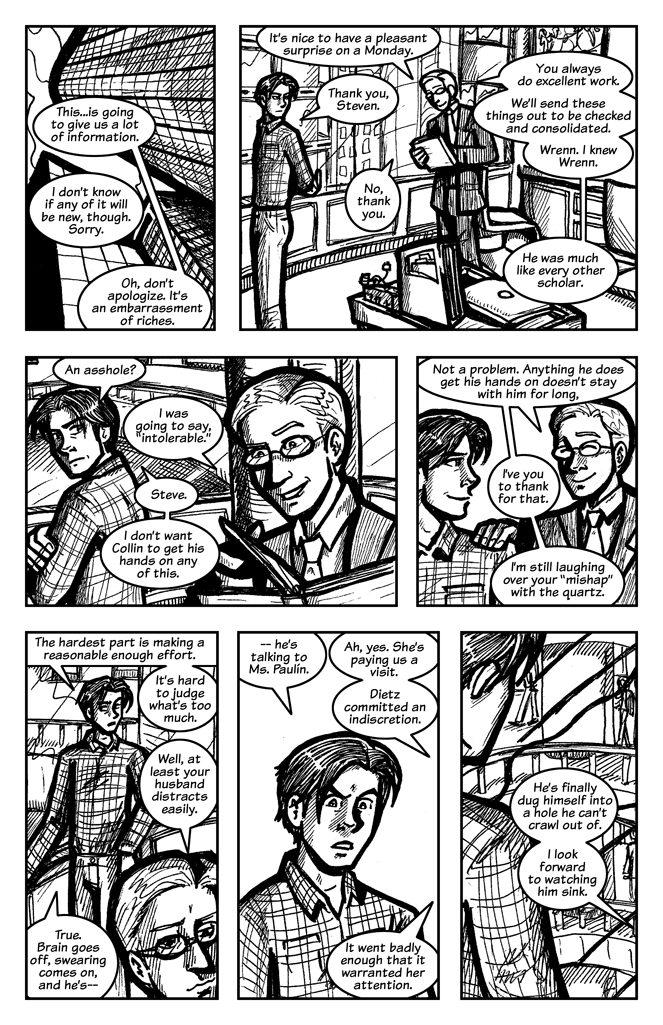 This...is going
to give us a lot
of information.
I don't know
if any of it will
be new, though.
Sorry.
Oh, don't
apologize. It's
an embarrassment
of riches.
It's nice to have a pleasant
surprise on a Monday.
Thank you,
Steven.
You always
do excellent work.
We'll send these
things out to be checked
and consolidated.
Wrenn. I knew
Wrenn.
No,
thank
you.
He was much
like every other
scholar.
An asshole?
I was
going to say,
"intolerable."
Steve.
I don't want
Collin to get his
hands on any
of this.
Not a problem. Anything he does
get his hands on doesn't stay
with him for long,
I've you
to thank
for that.
I'm still laughing
over your "mishap"
with the quartz.
The hardest part is making a
reasonable enough effort.
It's hard
to judge
what's too
much.
Well, at
least your
husband
distracts
easily.
True.
Brain goes
off, swearing
comes on,
and he's--
-- he's
talking to
Ms. Paulín.
Ah, yes. She's
paying us a
visit.
Dietz
committed an
indiscretion.
It went badly
enough that it
warranted her
attention.
He's finally
dug himself into
a hole he can't
crawl out of.
I look
forward
to watching
him sink.